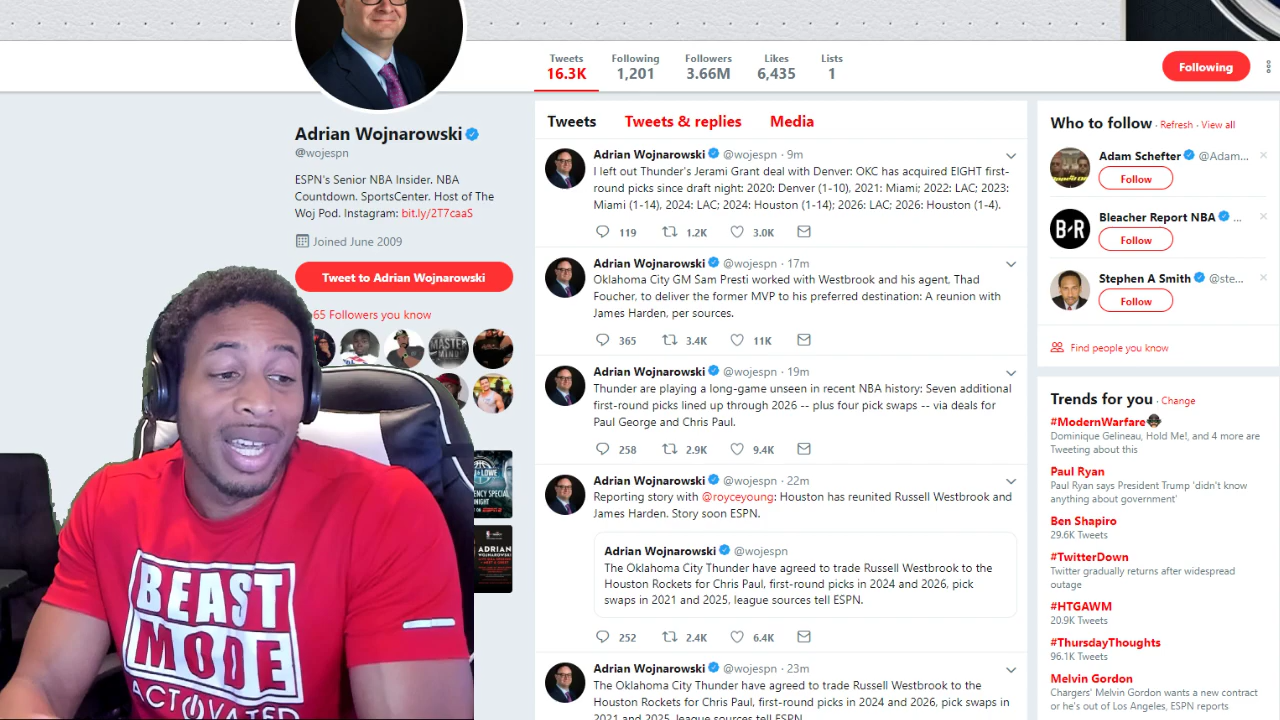 Tweets
16.3K
Following
1,201
Followers
3.66M
Likes
6,435
Lists
1
Following
Adrian Wojnarowski
@wojespn
ESPN's Senior NBA Insider. NBA
Countdown. SportsCenter. Host of The
Woj Pod. Instagram: bit.ly/2T7caaS
Joined June 2009
Tweet to Adrian Wojnarowski
65 Followers you know
MASTER
MIND
ADRIAN
BEAST
MODE
ACTIVATED
Tweets Tweets & replies Media
Adrian Wojnarowski @wojespn · 9m
I left out Thunder's Jerami Grant deal with Denver: OKC has acquired EIGHT first-
round picks since draft night: 2020: Denver (1-10), 2021: Miami; 2022: LAC; 2023:
Miami (1-14), 2024: LAC; 2024: Houston (1-14); 2026: LAC; 2026: Houston (1-4).
119 1.2K 3.0K
Adrian Wojnarowski @wojespn · 17m
Oklahoma City GM Sam Presti worked with Westbrook and his agent, Thad
Foucher, to deliver the former MVP to his preferred destination: A reunion with
James Harden, per sources.
365 3.4K 11K
Adrian Wojnarowski @wojespn · 19m
Thunder are playing a long-game unseen in recent NBA history: Seven additional
first-round picks lined up through 2026 -- plus four pick swaps -- via deals for
Paul George and Chris Paul.
258 2.9K 9.4K
Adrian Wojnarowski @wojespn · 22m
Reporting story with @royceyoung: Houston has reunited Russell Westbrook and
James Harden. Story soon ESPN.
Adrian Wojnarowski @wojespn
The Oklahoma City Thunder have agreed to trade Russell Westbrook to the
Houston Rockets for Chris Paul, first-round picks in 2024 and 2026, pick
swaps in 2021 and 2025, league sources tell ESPN.
252 2.4K 6.4K
Adrian Wojnarowski @wojespn · 23m
The Oklahoma City Thunder have agreed to trade Russell Westbrook to the
Houston Rockets for Chris Paul, first-round picks in 2024 and 2026, pick swaps in
2021 and 2025, league sources tell ESPN.
Who to follow · Refresh · View all
Adam Schefter @Adam...
Follow
B/R
Bleacher Report NBA ...
Follow
Stephen A Smith @ste...
Follow
Find people you know
Trends for you · Change
#ModernWarfare
Dominique Gelineau, Hold Me!, and 4 more are
Tweeting about this
Paul Ryan
Paul Ryan says President Trump 'didn't know
anything about government'
Ben Shapiro
29.6K Tweets
#TwitterDown
Twitter gradually returns after widespread
outage
#HTGAWM
20.9K Tweets
#ThursdayThoughts
96.1K Tweets
Melvin Gordon
Chargers' Melvin Gordon wants a new contract
or he's out of Los Angeles, ESPN reports